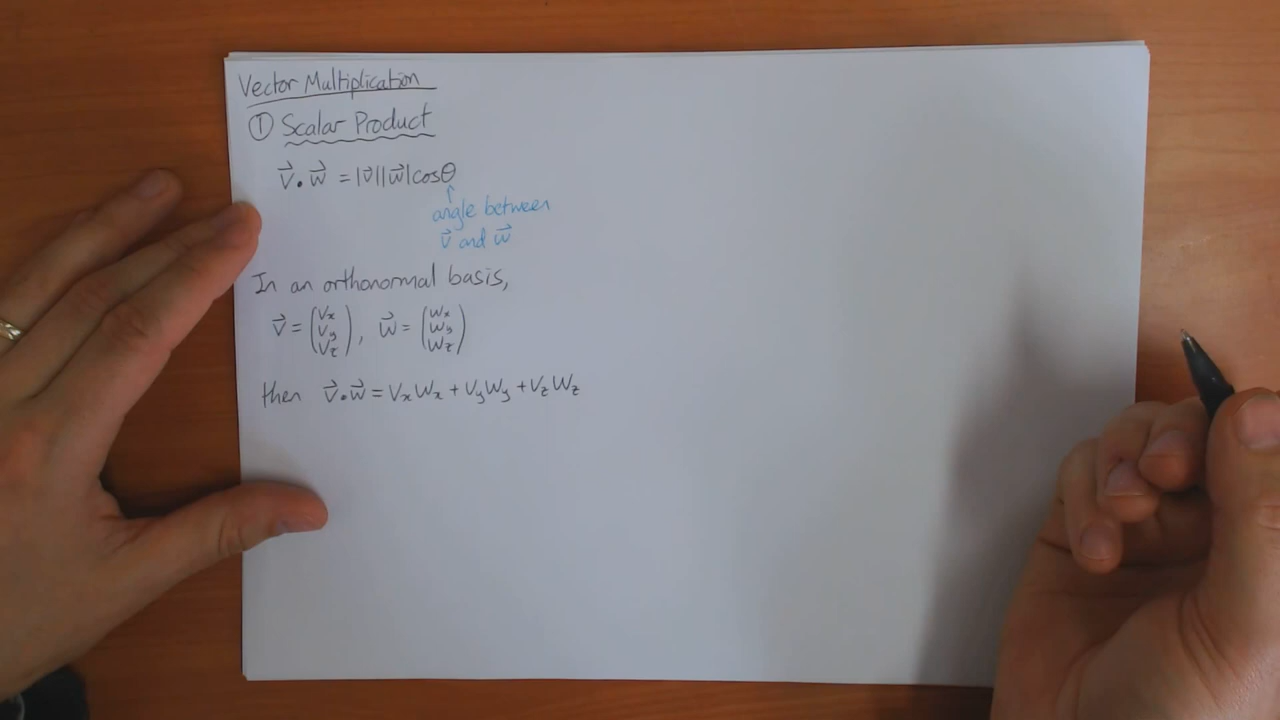 Vector Multiplication
① Scalar Product
v⃗ • w⃗ = |v⃗||w⃗|cosθ
↑
angle between
v⃗ and w⃗
In an orthonormal basis,
v⃗ = (Vx Vy Vz), w⃗ = (Wx Wy Wz)
then v⃗ • w⃗ = VxWx + VyWy + VzWz